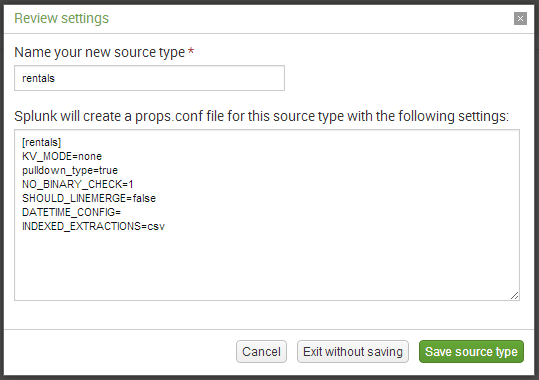 Review settings
Name your new source type *
rentals
Splunk will create a props.conf file for this source type with the following settings:
[rentals]
KV_MODE=none
pulldown_type=true
NO_BINARY_CHECK=1
SHOULD_LINEMERGE=false
DATETIME_CONFIG=
INDEXED_EXTRACTIONS=csv
Cancel
Exit without saving
Save source type